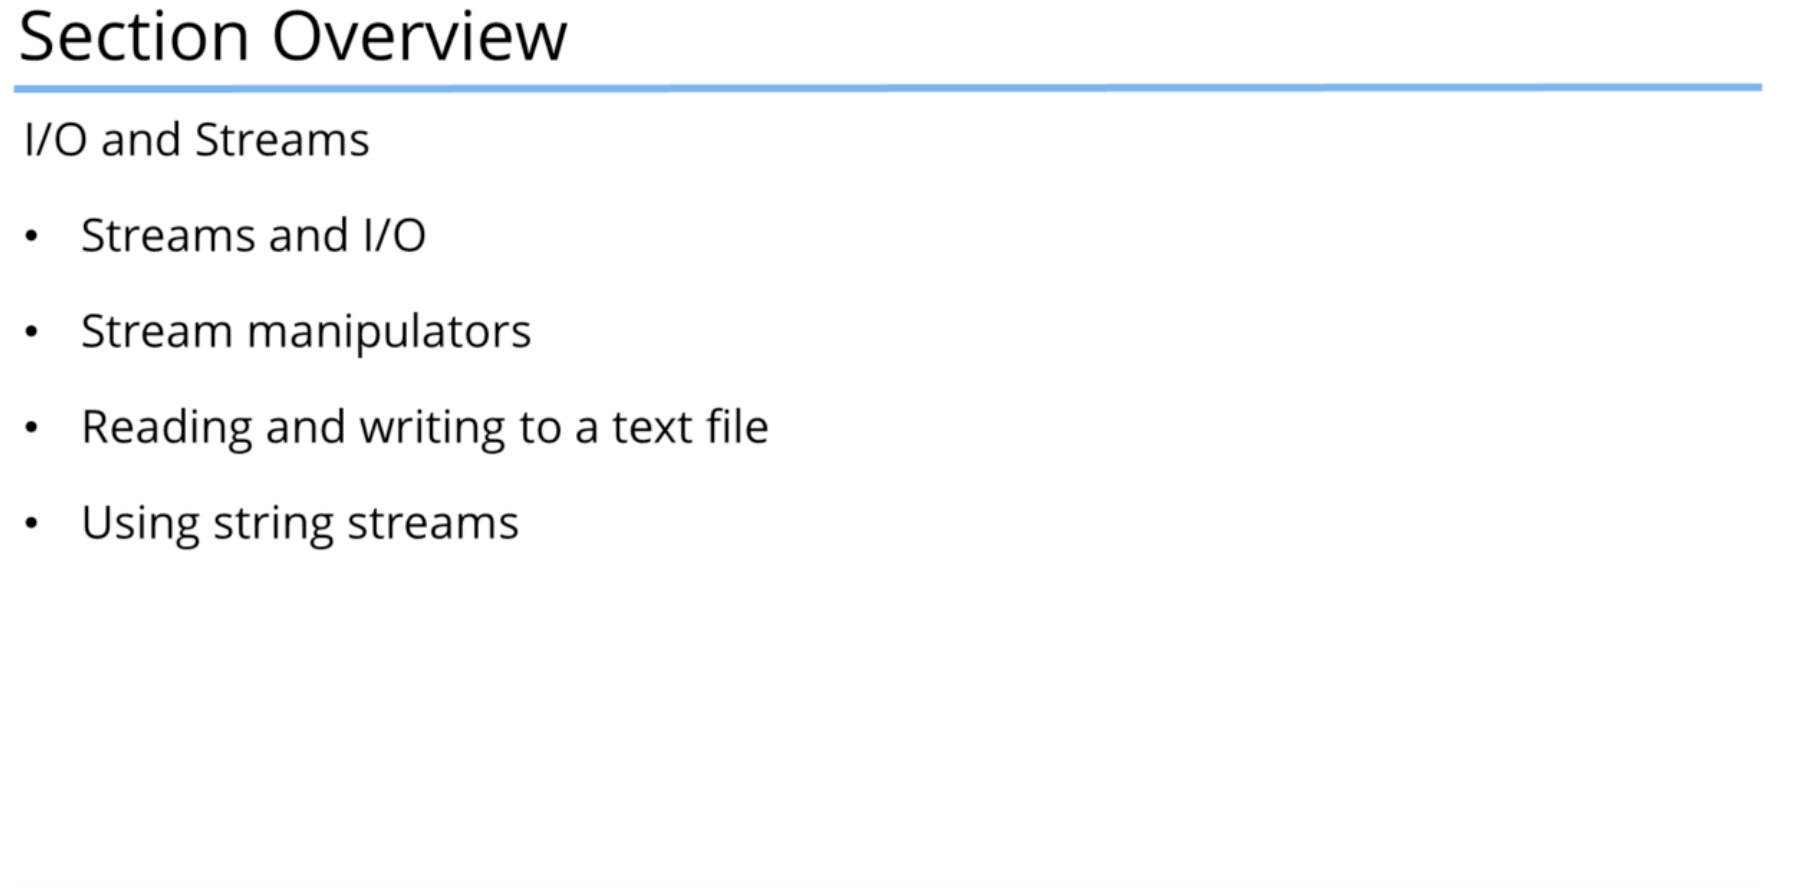 Section Overview
I/O and Streams
• Streams and I/O
• Stream manipulators
• Reading and writing to a text file
• Using string streams